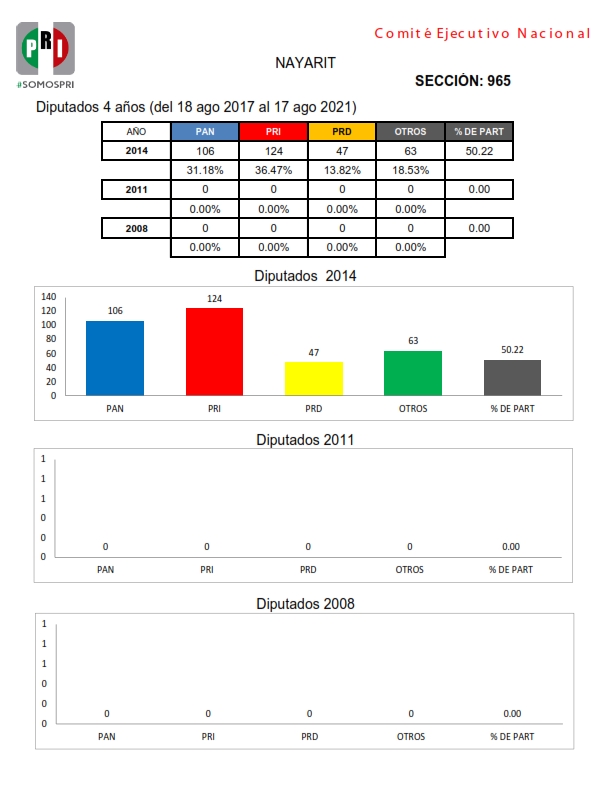 Comité Ejecutivo Nacional
PRI
#SOMOSPRI
NAYARIT
SECCIÓN: 965
Diputados 4 años (del 18 ago 2017 al 17 ago 2021)
AÑO PAN PRI PRD OTROS % DE PART
2014 106 124 47 63 50.22
31.18% 36.47% 13.82% 18.53%
2011 0 0 0 0 0.00
0.00% 0.00% 0.00% 0.00%
2008 0 0 0 0 0.00
0.00% 0.00% 0.00% 0.00%
Diputados 2014
140
120
100
80
60
40
20
0
106 124 47 63 50.22
PAN PRI PRD OTROS % DE PART
Diputados 2011
1
1
1
0
0
0
0 0 0 0 0.00
PAN PRI PRD OTROS % DE PART
Diputados 2008
1
1
1
0
0
0
0 0 0 0 0.00
PAN PRI PRD OTROS % DE PART